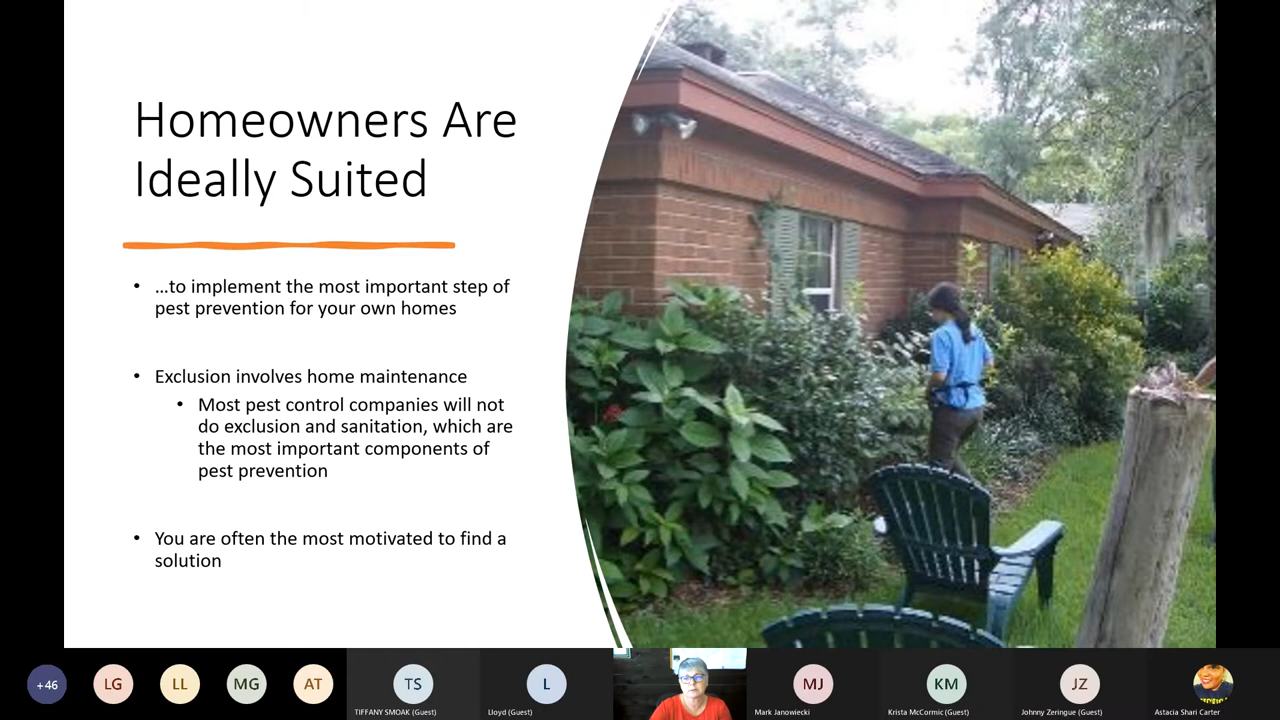 Homeowners Are
Ideally Suited
• …to implement the most important step of
pest prevention for your own homes
• Exclusion involves home maintenance
• Most pest control companies will not
do exclusion and sanitation, which are
the most important components of
pest prevention
• You are often the most motivated to find a
solution
+46
LG
LL
MG
AT
TS
L
MJ
KM
JZ
TIFFANY SMOAK (Guest)
Lloyd (Guest)
Mark Janowiecki
Krista McCormic (Guest)
Johnny Zeringue (Guest)
Astacia Shari Carter